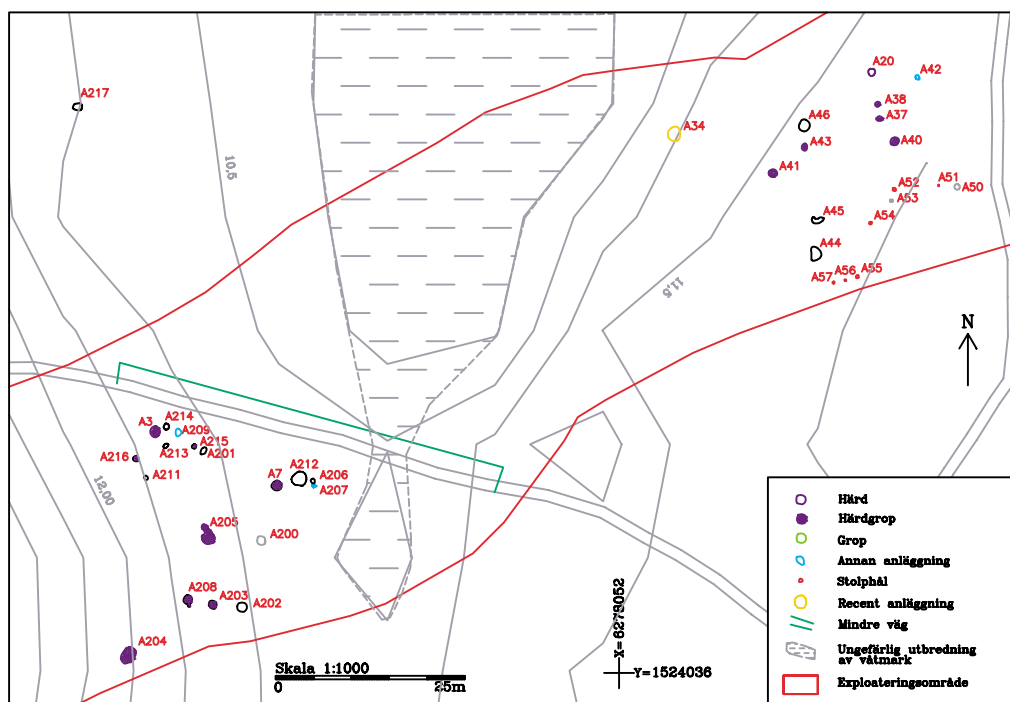 A217
10,5
A34
A20
A42
A38
A37
A46
A43
A40
A41
A52
A51
A50
A53
A45
A54
A44
A57
A56
A55
11,5
N
A214
A3
A209
A215
A213
A201
A216
A211
12,00
A212
A206
A7
A207
A205
A200
A208
A203
A202
A204
Skala 1:1000
0
25m
X=6279052
Y=1524036
Härd
Härdgrop
Grop
Annan anläggning
Stolphål
Recent anläggning
Mindre väg
Ungefärlig utbredning
av våtmark
Exploateringsområde